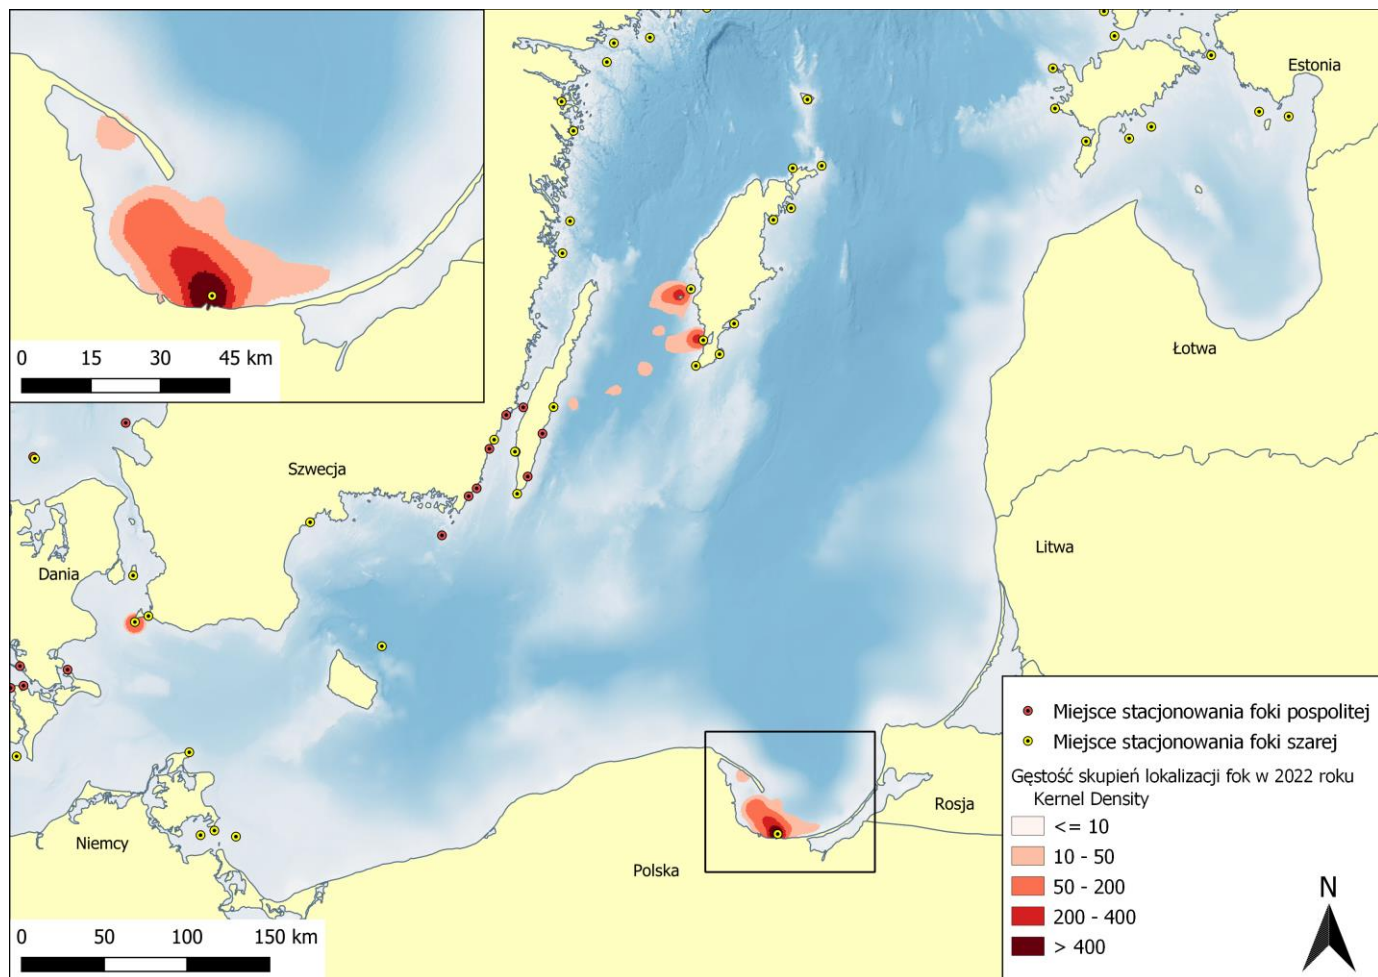 Estonia
0 15 30 45 km
Łotwa
Szwecja
Litwa
Dania
Miejsce stacjonowania foki pospolitej
Miejsce stacjonowania foki szarej
Gęstość skupień lokalizacji fok w 2022 roku
Kernel Density
<= 10
10 - 50
50 - 200
200 - 400
> 400
Rosja
Niemcy
Polska
N
0 50 100 150 km